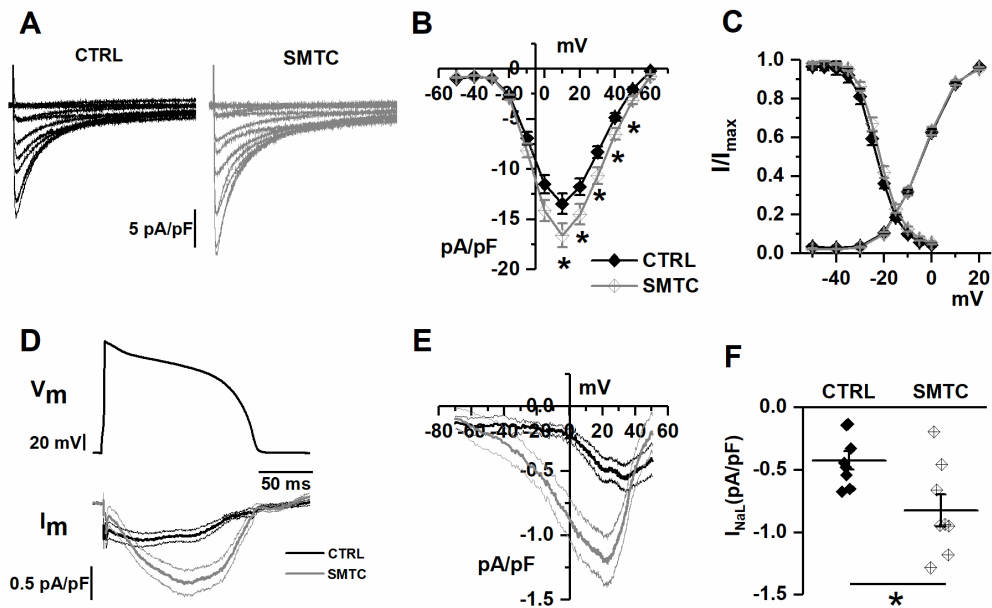 A
CTRL
SMTC
5 pA/pF
B
mV
0
-60 -40 -20 0 20 40 60
-5
-10
-15
-20
pA/pF
*
*
*
*
*
*
CTRL
SMTC
C
1.0
0.8
0.6
0.4
0.2
0.0
I/Imax
-40 -20 0 20
mV
D
Vm
20 mV
50 ms
Im
0.5 pA/pF
CTRL
SMTC
E
mV
0.0
-80 -60 -40 -20 0 20 40 60
-0.5
-1.0
-1.5
pA/pF
F
CTRL SMTC
0.0
-0.5
-1.0
-1.5
INaL(pA/pF)
*